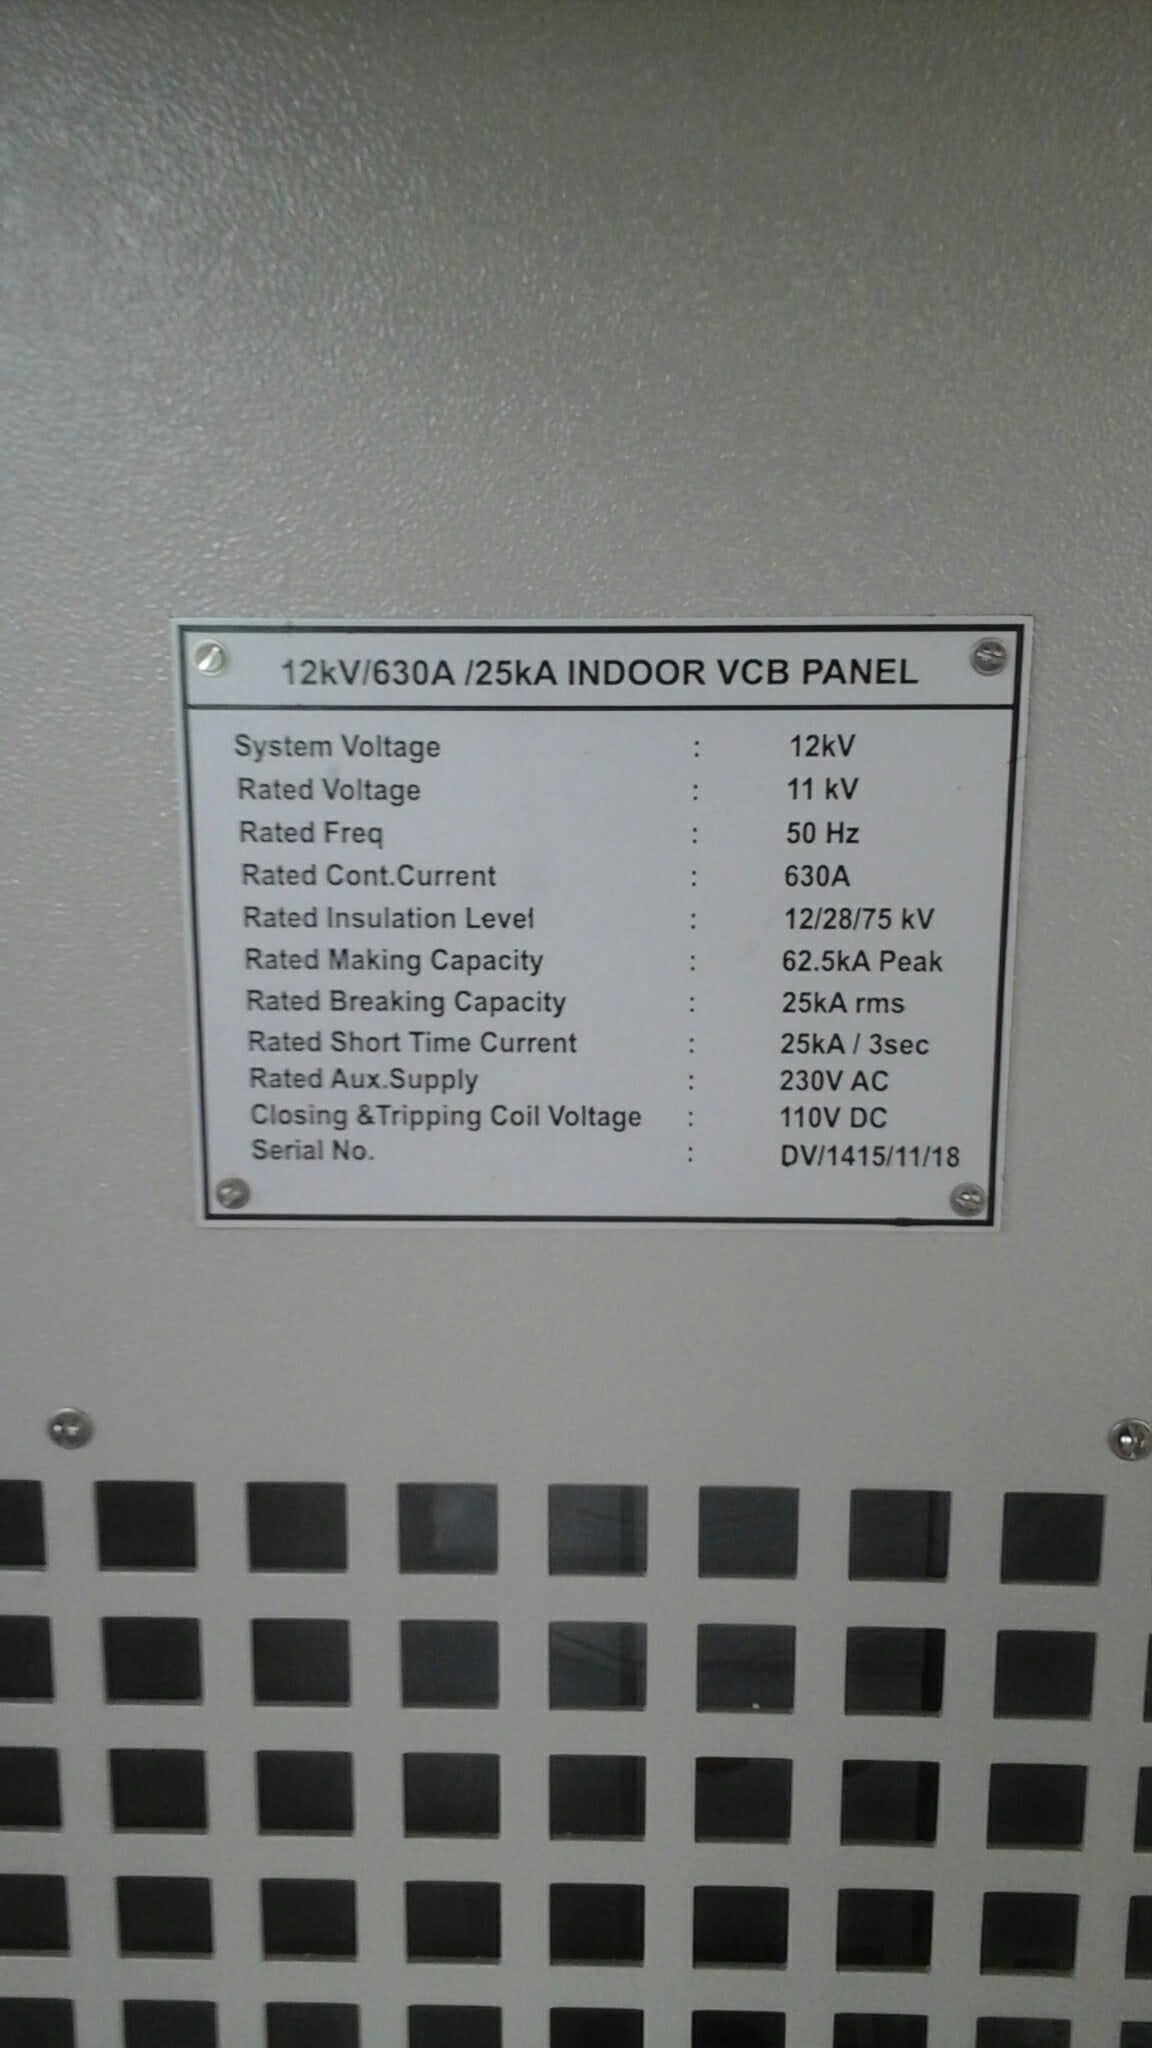 12kV/630A /25kA INDOOR VCB PANEL
System Voltage : 12kV
Rated Voltage : 11 kV
Rated Freq : 50 Hz
Rated Cont.Current : 630A
Rated Insulation Level : 12/28/75 kV
Rated Making Capacity : 62.5kA Peak
Rated Breaking Capacity : 25kA rms
Rated Short Time Current : 25kA / 3sec
Rated Aux.Supply : 230V AC
Closing &Tripping Coil Voltage : 110V DC
Serial No. : DV/1415/11/18